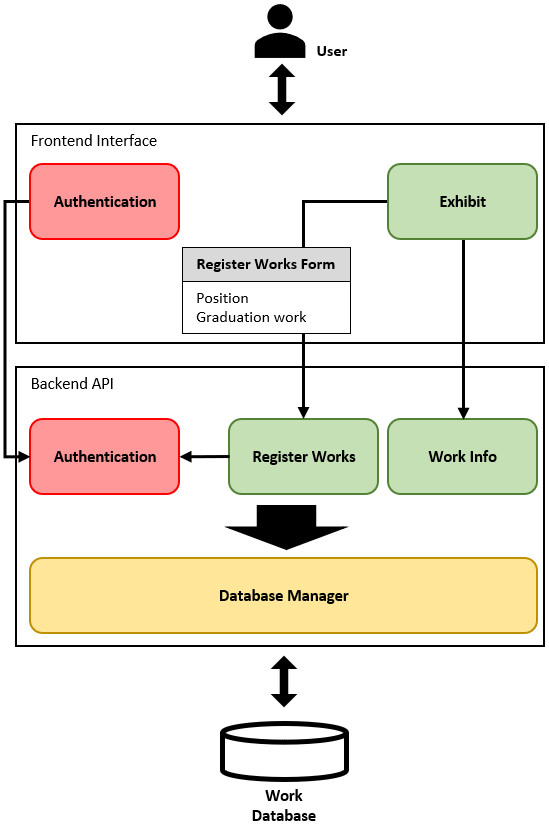 User
Frontend Interface
Authentication
Exhibit
Register Works Form
Position
Graduation work
Backend API
Authentication
Register Works
Work Info
Database Manager
Work
Database